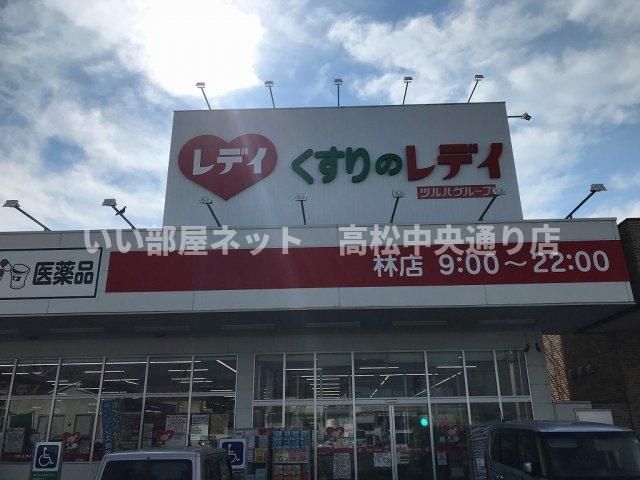 レデイ
くすりのレデイ
ツルハグループ
いい部屋ネット 高松中央通り店
医薬品
林店 9:00～22:00